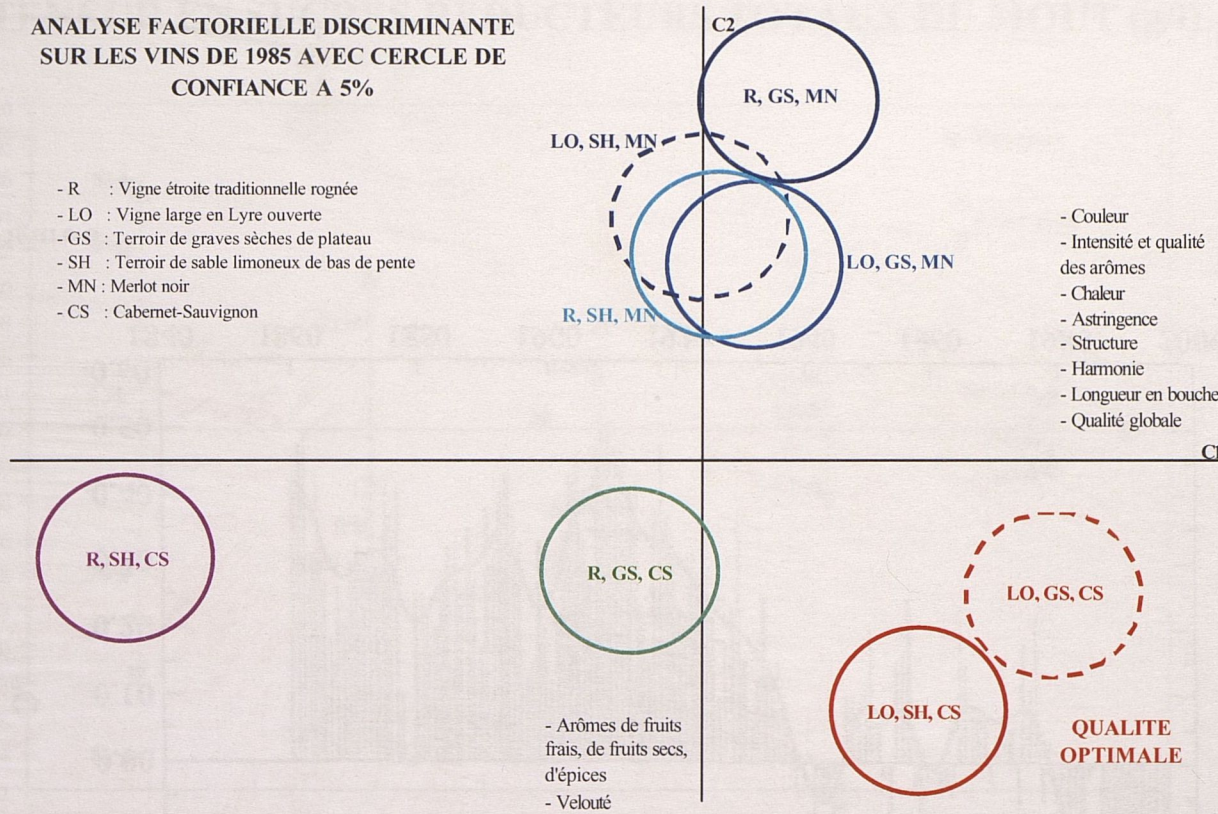 ANALYSE FACTORIELLE DISCRIMINANTE
SUR LES VINS DE 1985 AVEC CERCLE DE
CONFIANCE A 5%
C2
R, GS, MN
LO, SH, MN
- R : Vigne étroite traditionnelle rognée
- LO : Vigne large en Lyre ouverte
- GS : Terroir de graves sèches de plateau
- SH : Terroir de sable limoneux de bas de pente
- MN : Merlot noir
- CS : Cabernet-Sauvignon
LO, GS, MN
R, SH, MN
- Couleur
- Intensité et qualité
des arômes
- Chaleur
- Astringence
- Structure
- Harmonie
- Longueur en bouche
- Qualité globale
C1
R, SH, CS
R, GS, CS
LO, GS, CS
LO, SH, CS
- Arômes de fruits
frais, de fruits secs,
d'épices
- Velouté
QUALITE
OPTIMALE